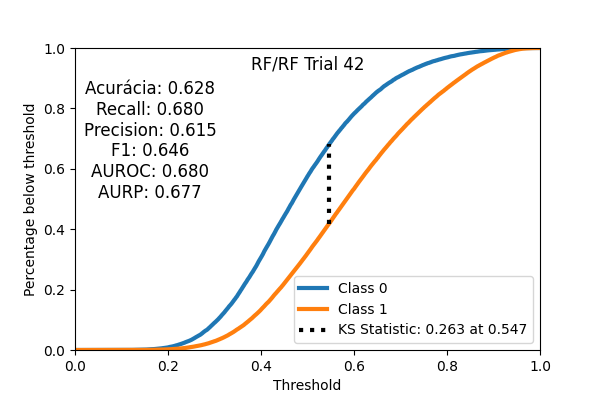 RF/RF Trial 42
Acurácia: 0.628
Recall: 0.680
Precision: 0.615
F1: 0.646
AUROC: 0.680
AURP: 0.677
Percentage below threshold
1.0
0.8
0.6
0.4
0.2
0.0
Class 0
Class 1
KS Statistic: 0.263 at 0.547
0.0 0.2 0.4 0.6 0.8 1.0
Threshold